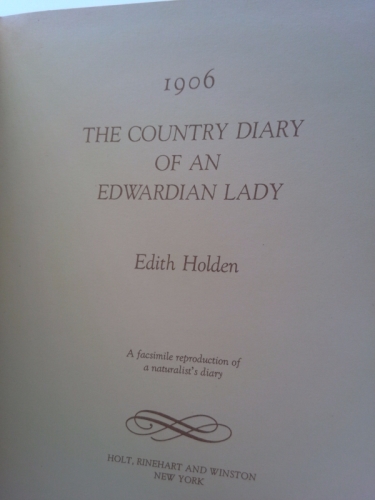 1906
THE COUNTRY DIARY
OF AN
EDWARDIAN LADY
Edith Holden
A facsimile reproduction of
a naturalist's diary
HOLT, RINEHART AND WINSTON
NEW YORK